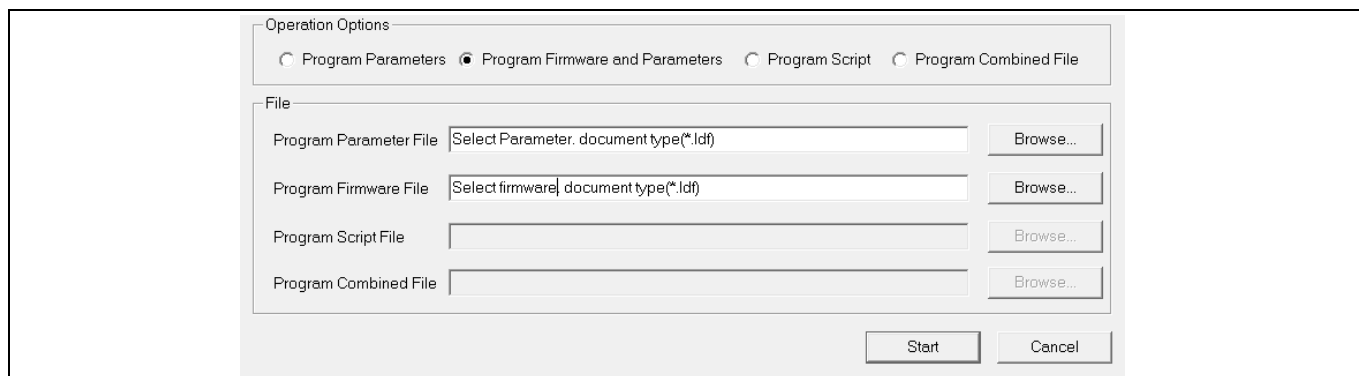 Operation Options
Program Parameters Program Firmware and Parameters Program Script Program Combined File
File
Program Parameter File Select Parameter. document type(*.ldf) Browse...
Program Firmware File Select firmware. document type(*.ldf) Browse...
Program Script File Browse...
Program Combined File Browse...
Start Cancel